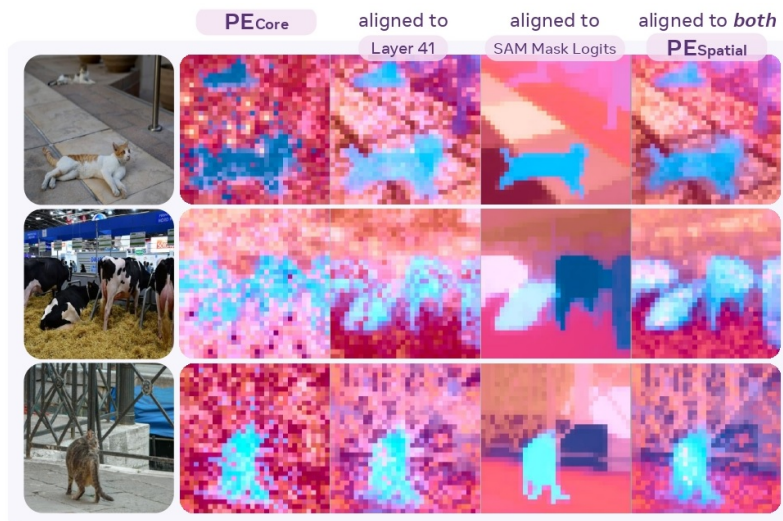 PEcore
aligned to
Layer 41
aligned to
SAM Mask Logits
aligned to both
PEspatial